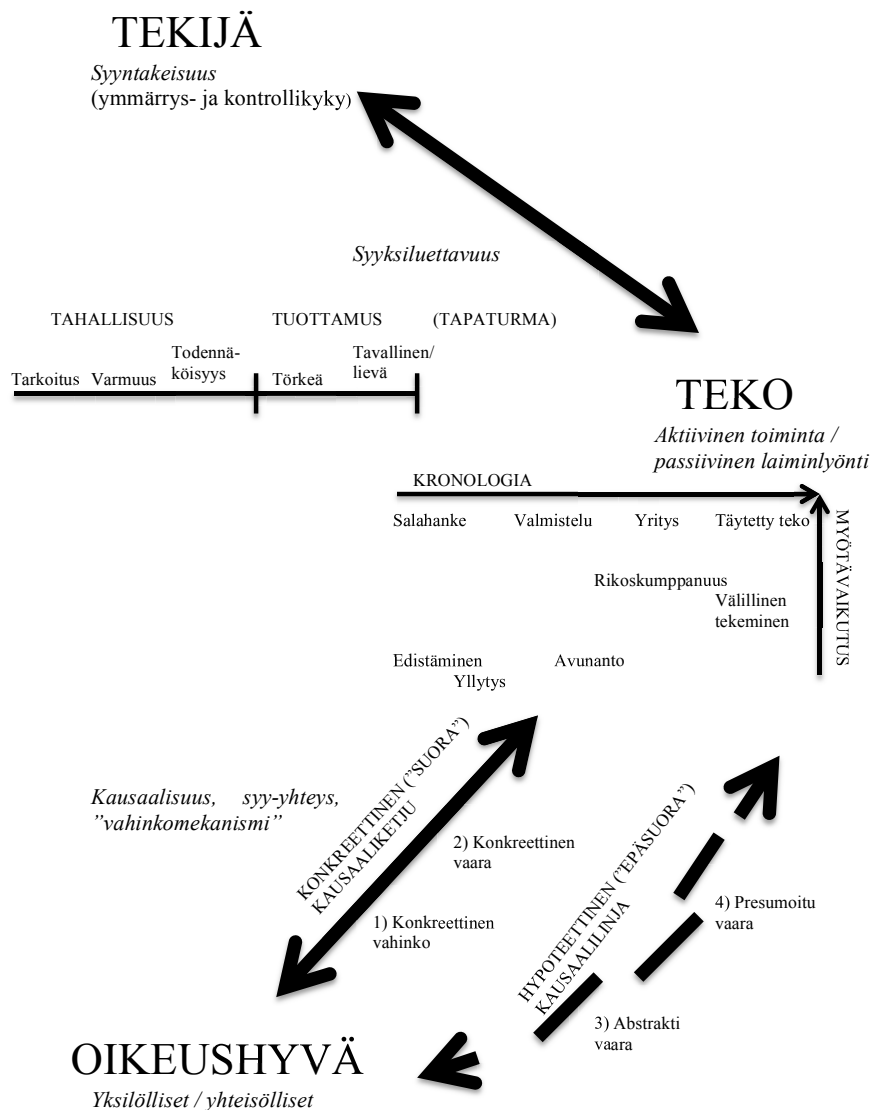 TEKIJÄ
Syyntakeisuus
(ymmärrys- ja kontrollikyky)
Syyksiluettavuus
TAHALLISUUS TUOTTAMUS (TAPATURMA)
Todennä-
köisyys
Tavallinen/
lievä
Tarkoitus Varmuus Törkeä
TEKO
Aktiivinen toiminta /
passiivinen laiminlyönti
KRONOLOGIA
Salahanke Valmistelu Yritys Täytetty teko
MYÖTÄVAIKUTUS
Rikoskumppanuus
Välillinen
tekeminen
Edistäminen Avunanto
Yllytys
KONKREETTINEN (”SUORA”)
KAUSAALIKETJU
Kausaalisuus, syy-yhteys,
”vahinkomekanismi”
2) Konkreettinen
vaara
1) Konkreettinen
vahinko
HYPOTEETTINEN (”EPÄSUORA”)
KAUSAALILINJA
4) Presumoitu
vaara
3) Abstrakti
vaara
OIKEUSHYVÄ
Yksilölliset / yhteisölliset